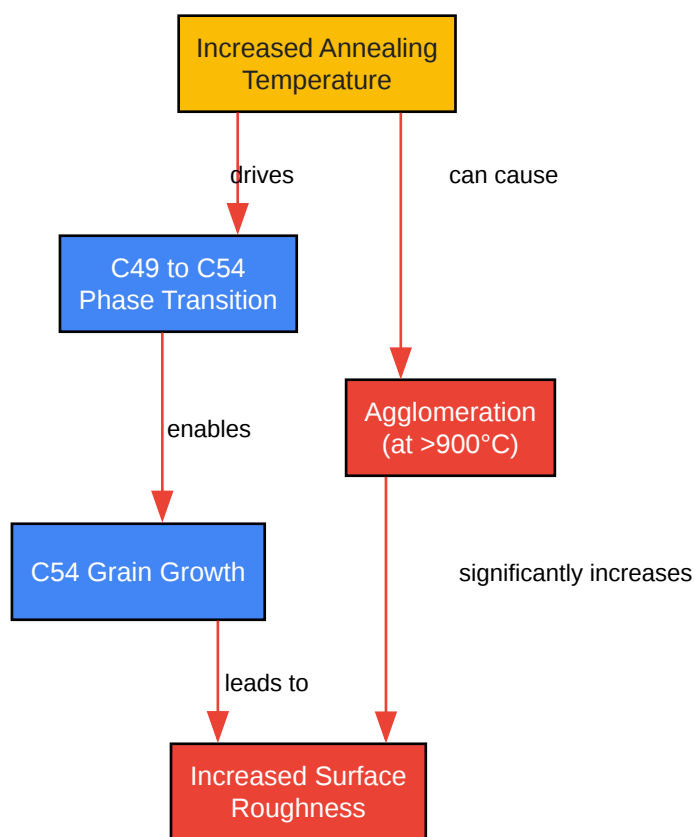 Increased Annealing
Temperature
drives
can cause
C49 to C54
Phase Transition
Agglomeration
(at >900°C)
enables
C54 Grain Growth
significantly increases
leads to
Increased Surface
Roughness